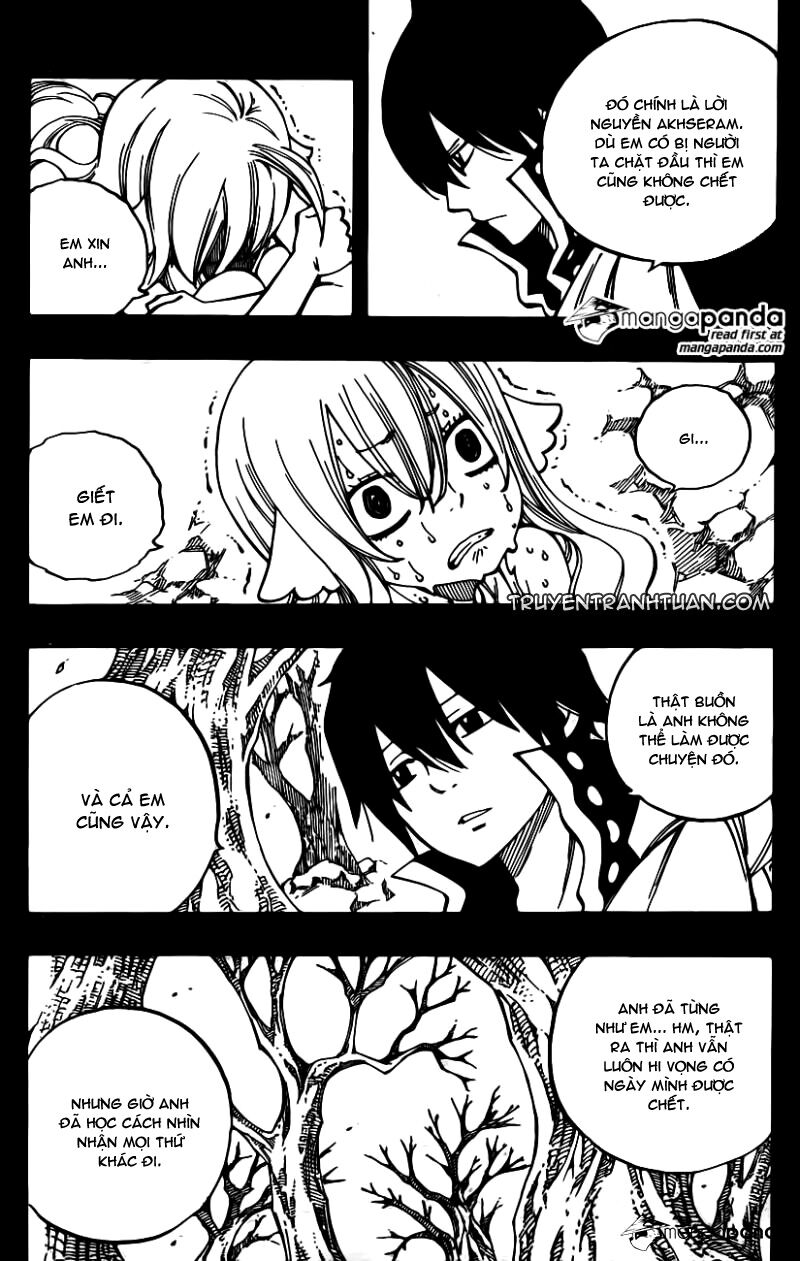 ĐÓ CHÍNH LÀ LỜI
NGUYỀN AKHSERAM.
DÙ EM CÓ BỊ NGƯỜI
TA CHẶT ĐẦU THÌ EM
CŨNG KHÔNG CHẾT
ĐƯỢC.
EM XIN
ANH...
mangapanda
read first at
mangapanda.com
GI...
GIẾT
EM ĐI.
TRUYENTRANHTUAN.COM
THẬT BUỒN
LÀ ANH KHÔNG
THỂ LÀM ĐƯỢC
CHUYỆN ĐÓ.
VÀ CẢ EM
CŨNG VẬY.
ANH ĐÃ TỪNG
NHƯ EM... HM, THẬT
RA THÌ ANH VẪN
LUÔN HI VỌNG CÓ
NGÀY MÌNH ĐƯỢC
CHẾT.
NHƯNG GIỜ ANH
ĐÃ HỌC CÁCH NHÌN
NHẬN MỌI THỨ
KHÁC ĐI.
mangapanda